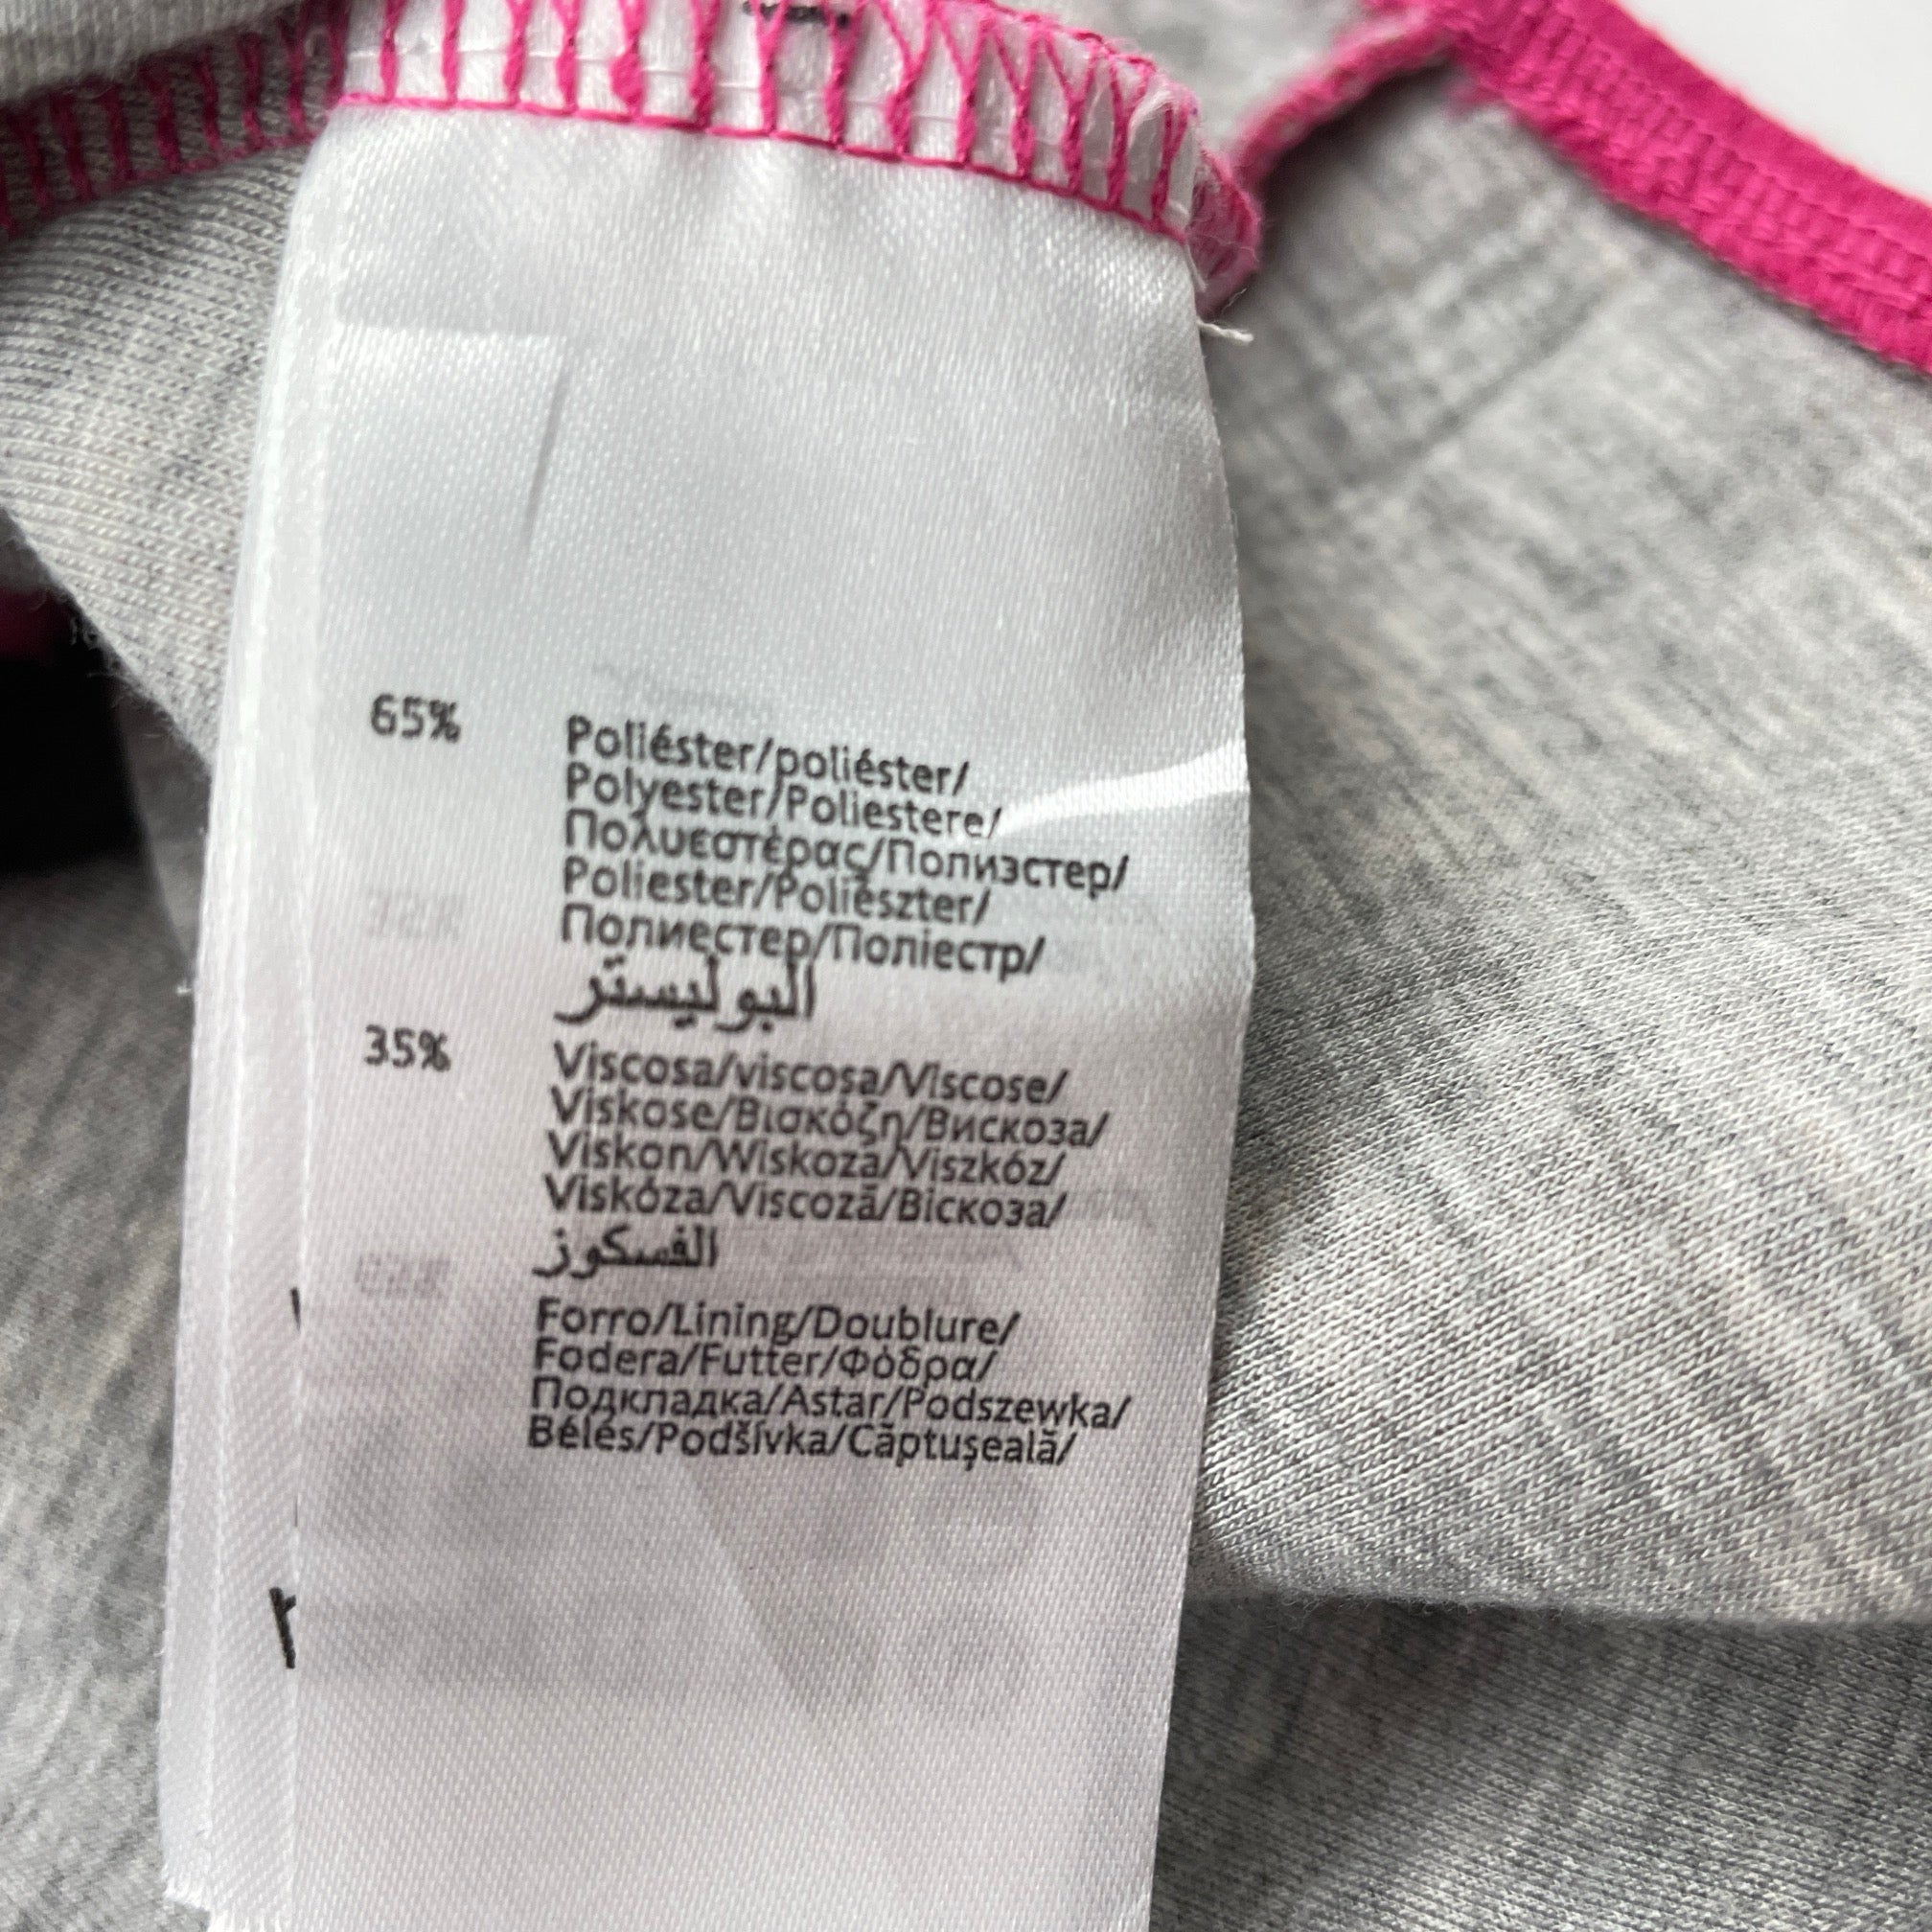 65% Poliéster/poliéster/
Polyester/Poliestere/
Πολυεστέρας/Полиэстер/
Poliester/Poliészter/
Полиестер/Поліестр/
البوليستر
35% Viscosa/viscosa/Viscose/
Viskose/Βισκόζη/Вискоза/
Viskon/Wiskoza/Viszkóz/
Viskóza/Viscoză/Віскоза/
الفسكوز
Forro/Lining/Doublure/
Fodera/Futter/Φόδρα/
Подкладка/Astar/Podszewka/
Bélés/Podšívka/Căptușeală/